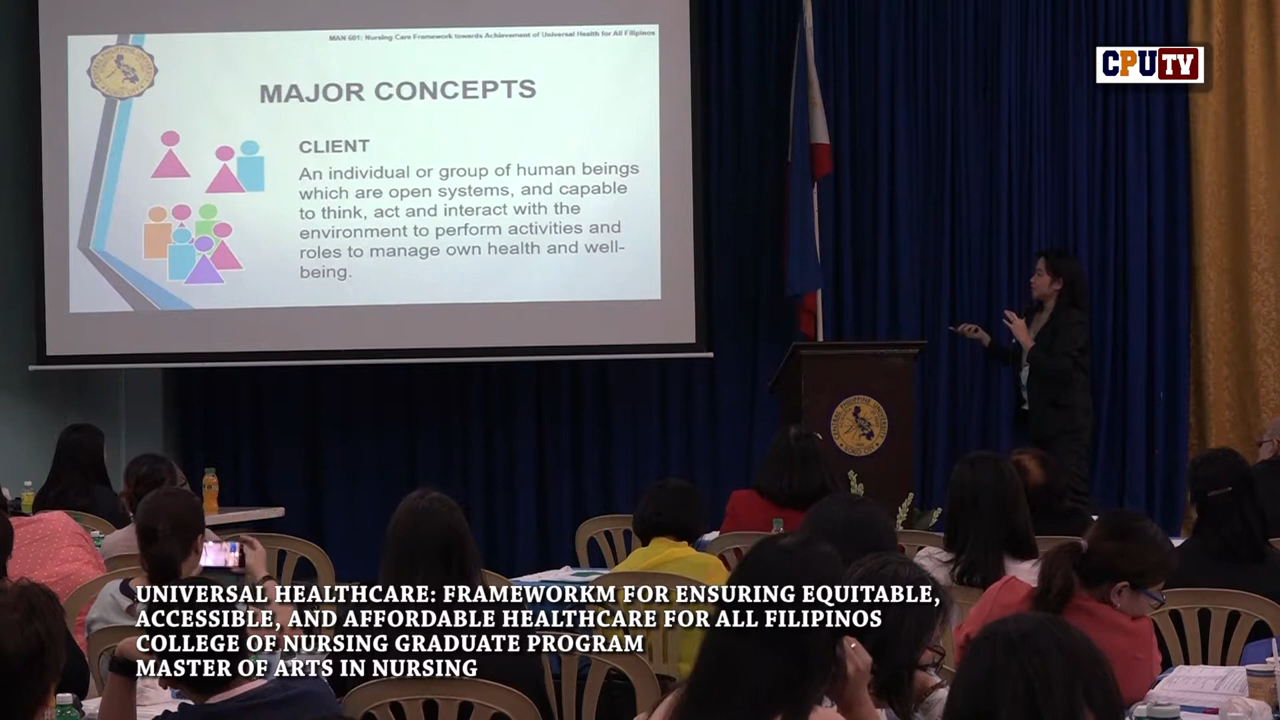 MAN 601: Nursing Care Framework towards Achievement of Universal Health for All Filipinos
CPUTV
MAJOR CONCEPTS
CLIENT
An individual or group of human beings
which are open systems, and capable
to think, act and interact with the
environment to perform activities and
roles to manage own health and well-
being.
UNIVERSAL HEALTHCARE: FRAMEWORKM FOR ENSURING EQUITABLE,
ACCESSIBLE, AND AFFORDABLE HEALTHCARE FOR ALL FILIPINOS
COLLEGE OF NURSING GRADUATE PROGRAM
MASTER OF ARTS IN NURSING